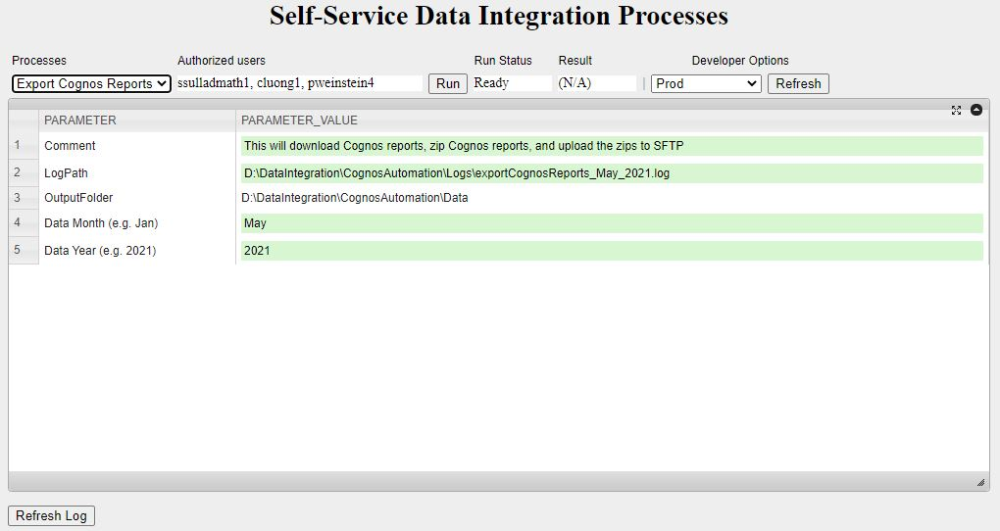 Self-Service Data Integration Processes
Processes Authorized users Run Status Result Developer Options
Export Cognos Reports ssulladmath1, cluong1, pweinstein4 Run Ready (N/A) | Prod Refresh
PARAMETER PARAMETER_VALUE
1 Comment This will download Cognos reports, zip Cognos reports, and upload the zips to SFTP
2 LogPath D:\DataIntegration\CognosAutomation\Logs\exportCognosReports_May_2021.log
3 OutputFolder D:\DataIntegration\CognosAutomation\Data
4 Data Month (e.g. Jan) May
5 Data Year (e.g. 2021) 2021
Refresh Log